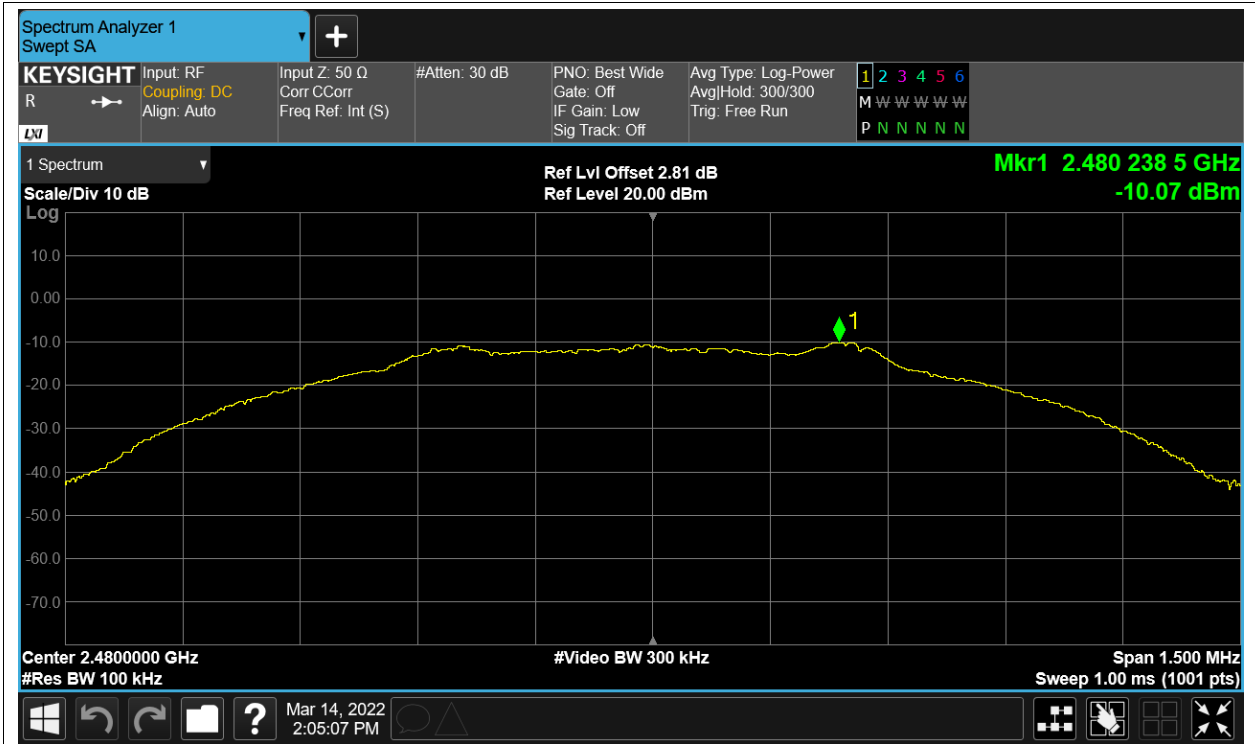 Spectrum Analyzer 1
Swept SA
+
KEYSIGHT Input: RF Input Z: 50 Ω #Atten: 30 dB PNO: Best Wide Avg Type: Log-Power 1 2 3 4 5 6
R Coupling: DC Corr CCorr Gate: Off Avg|Hold: 300/300 M W W W W W
Align: Auto Freq Ref: Int (S) IF Gain: Low Trig: Free Run
LXI Sig Track: Off P N N N N N
1 Spectrum Ref Lvl Offset 2.81 dB Mkr1 2.480 238 5 GHz
Scale/Div 10 dB Ref Level 20.00 dBm -10.07 dBm
Log
10.0
0.00
1
-10.0
-20.0
-30.0
-40.0
-50.0
-60.0
-70.0
Center 2.4800000 GHz #Video BW 300 kHz Span 1.500 MHz
#Res BW 100 kHz Sweep 1.00 ms (1001 pts)
? Mar 14, 2022
2:05:07 PM